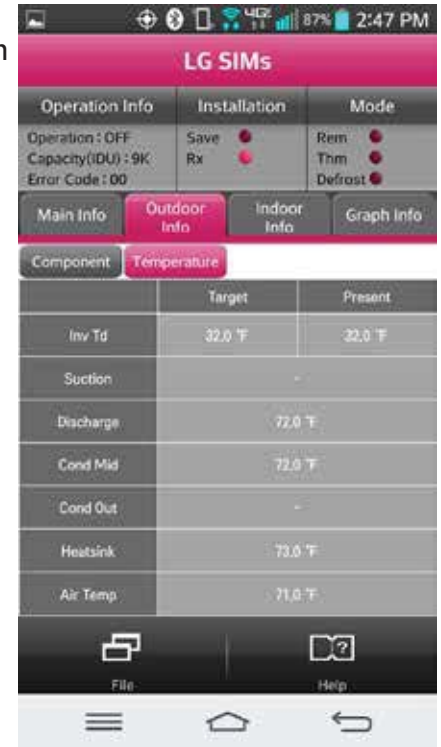 4G LTE 87% 2:47 PM
LG SIMs
Operation Info Installation Mode
Operation : OFF Save Rem
Capacity(IDU) : 9K Rx Thm
Error Code : 00 Defrost
Main Info Outdoor Info Indoor Info Graph Info
Component Temperature
Target Present
Inv Td 32.0 °F 32.0 °F
Suction -
Discharge 72.0 °F
Cond Mid 72.0 °F
Cond Out -
Heatsink 73.0 °F
Air Temp 71.0 °F
File Help